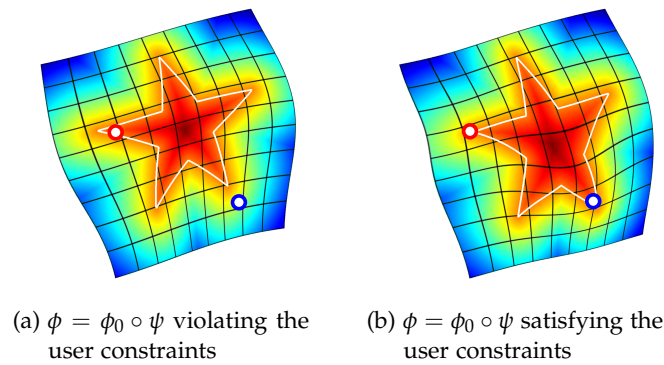 (a) ϕ = ϕ₀ ∘ ψ violating the
user constraints
(b) ϕ = ϕ₀ ∘ ψ satisfying the
user constraints